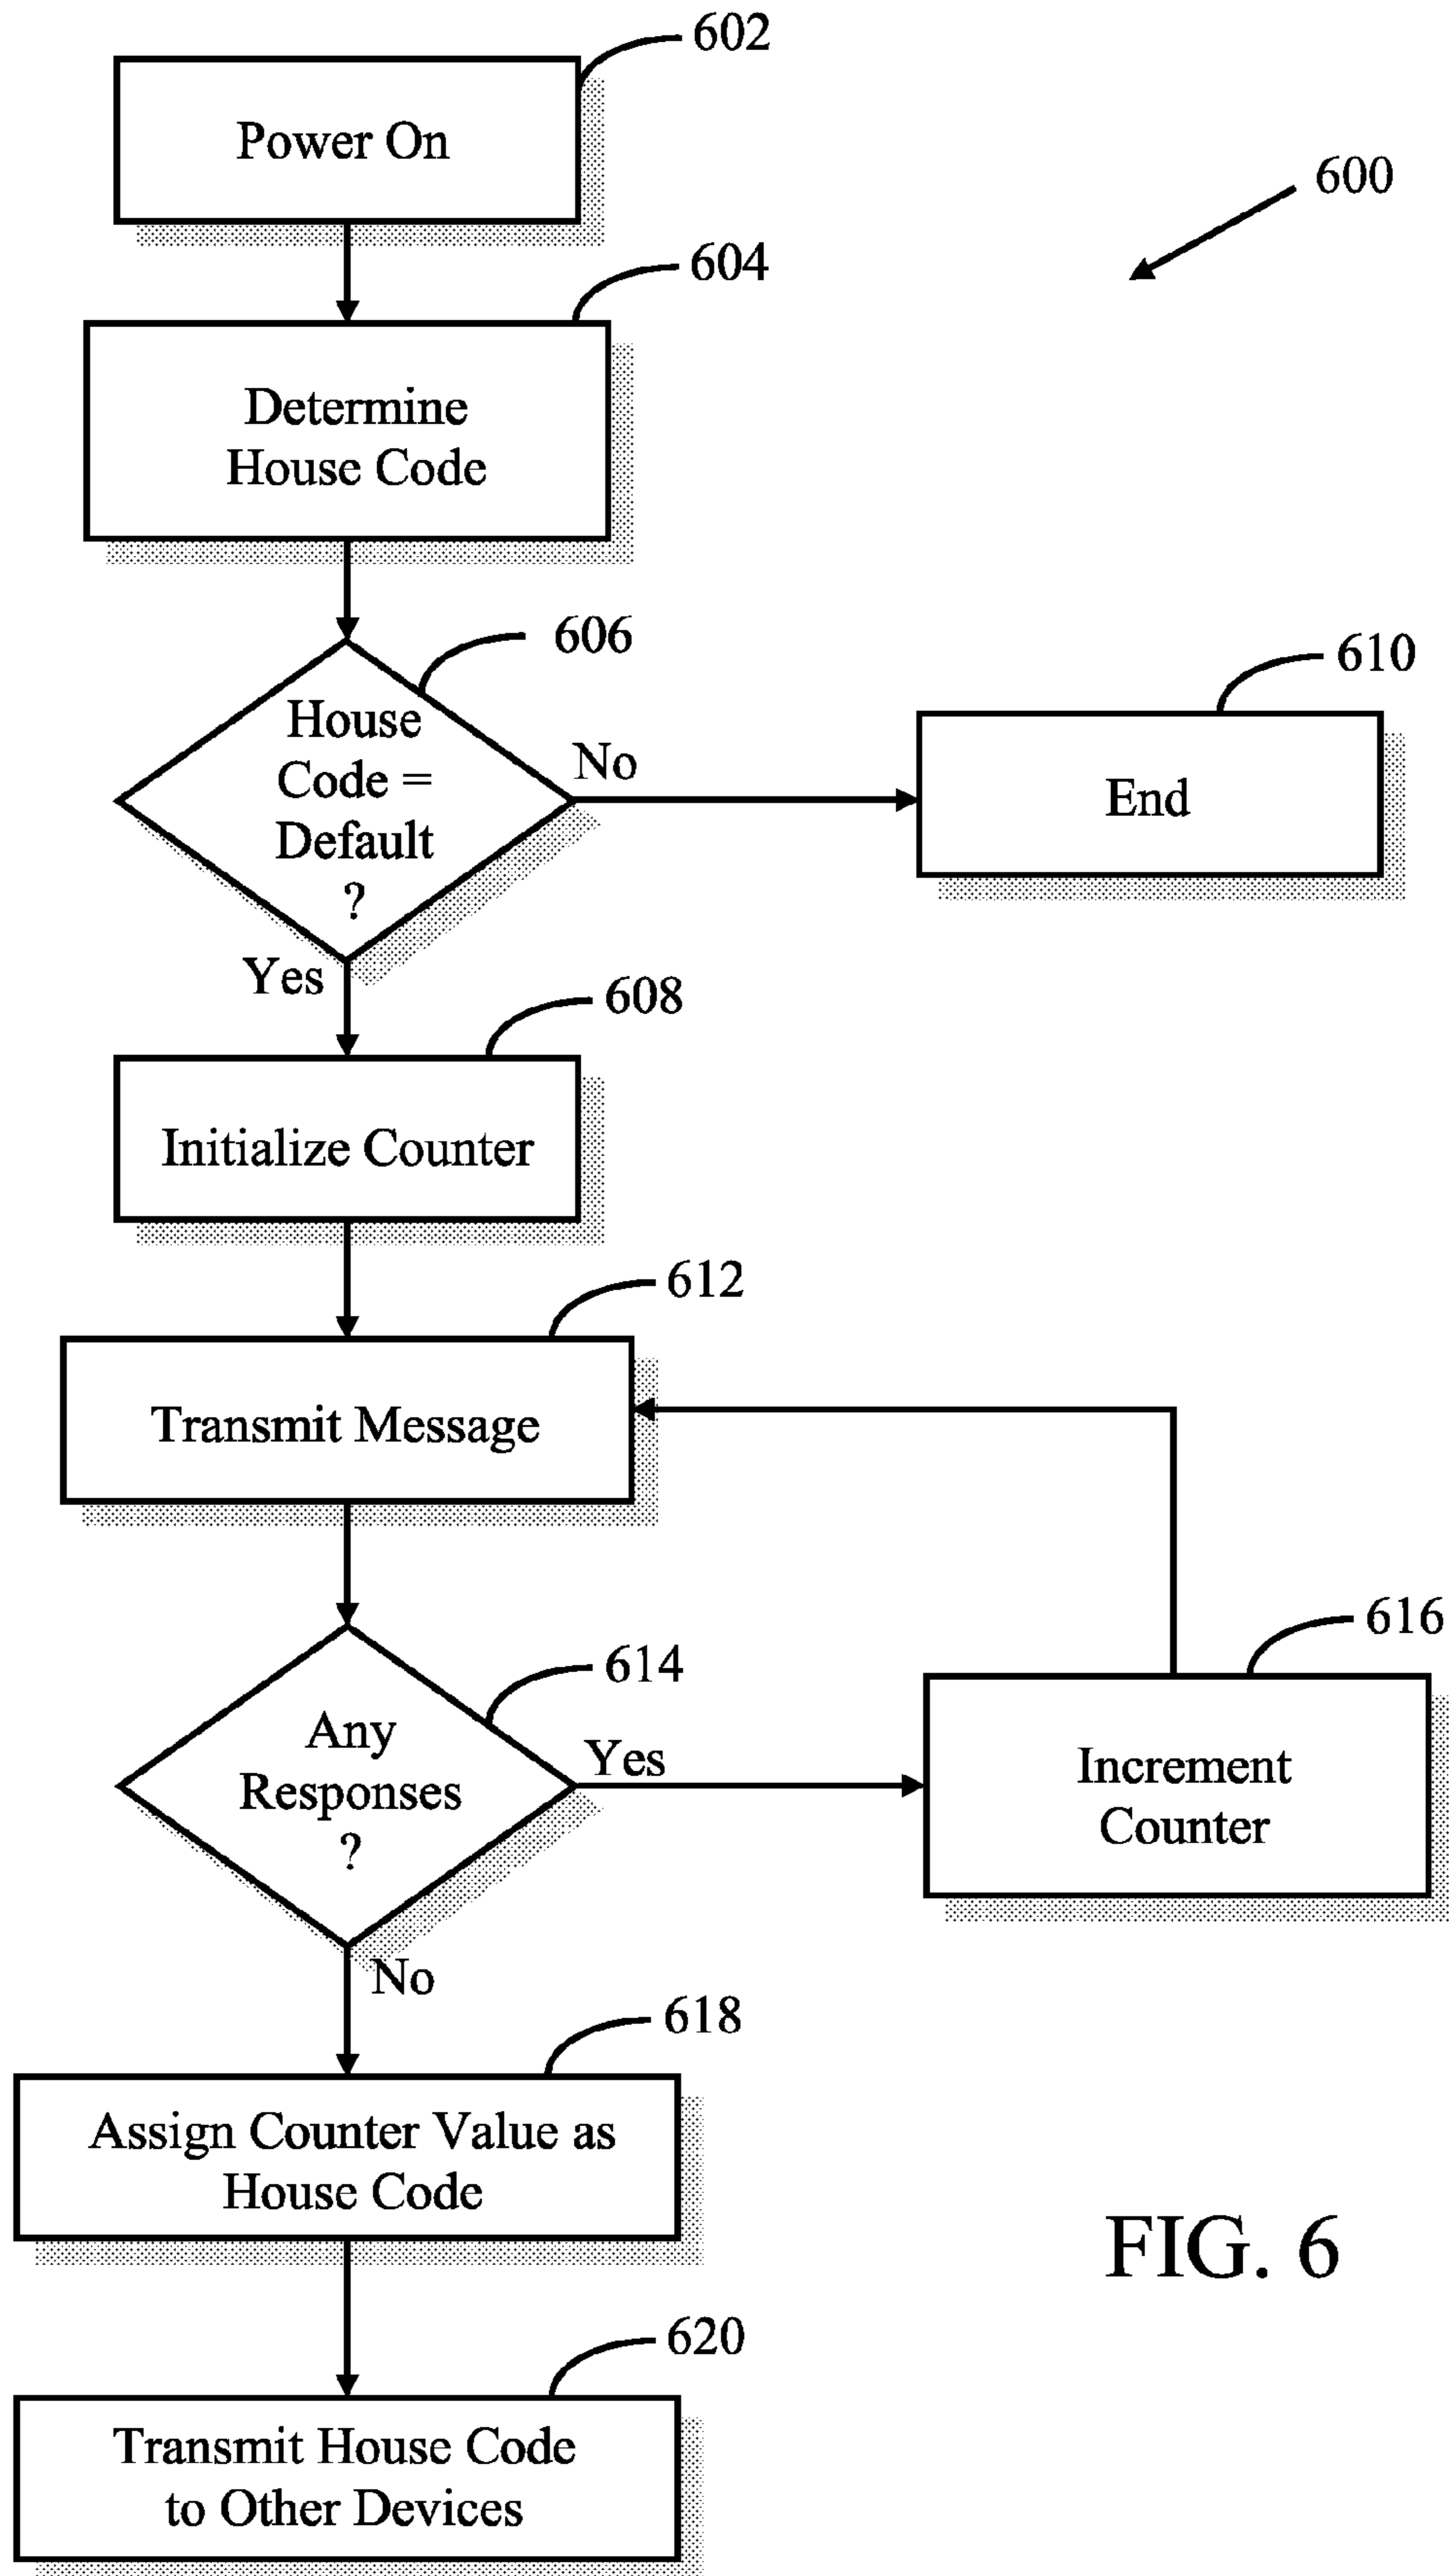 602
Power On
600
604
Determine
House Code
606
House
Code =
Default
?
No
610
End
Yes
608
Initialize Counter
612
Transmit Message
614
Any
Responses
?
Yes
616
Increment
Counter
No
618
Assign Counter Value as
House Code
FIG. 6
620
Transmit House Code
to Other Devices